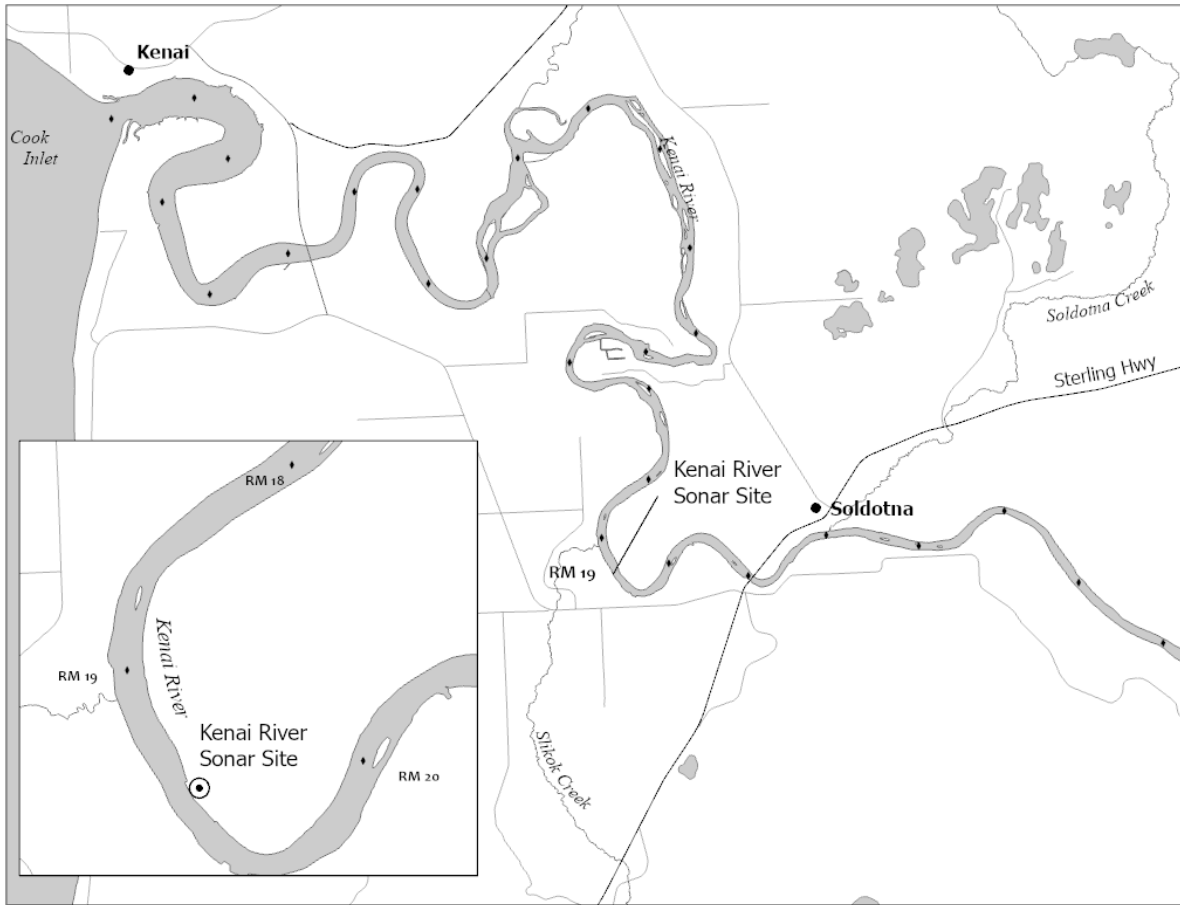 Kenai
Cook
Inlet
Kenai River
Soldotna Creek
Sterling Hwy
Kenai River
Sonar Site
Soldotna
RM 19
Slikok Creek
RM 18
Kenai River
RM 19
Kenai River
Sonar Site
RM 20